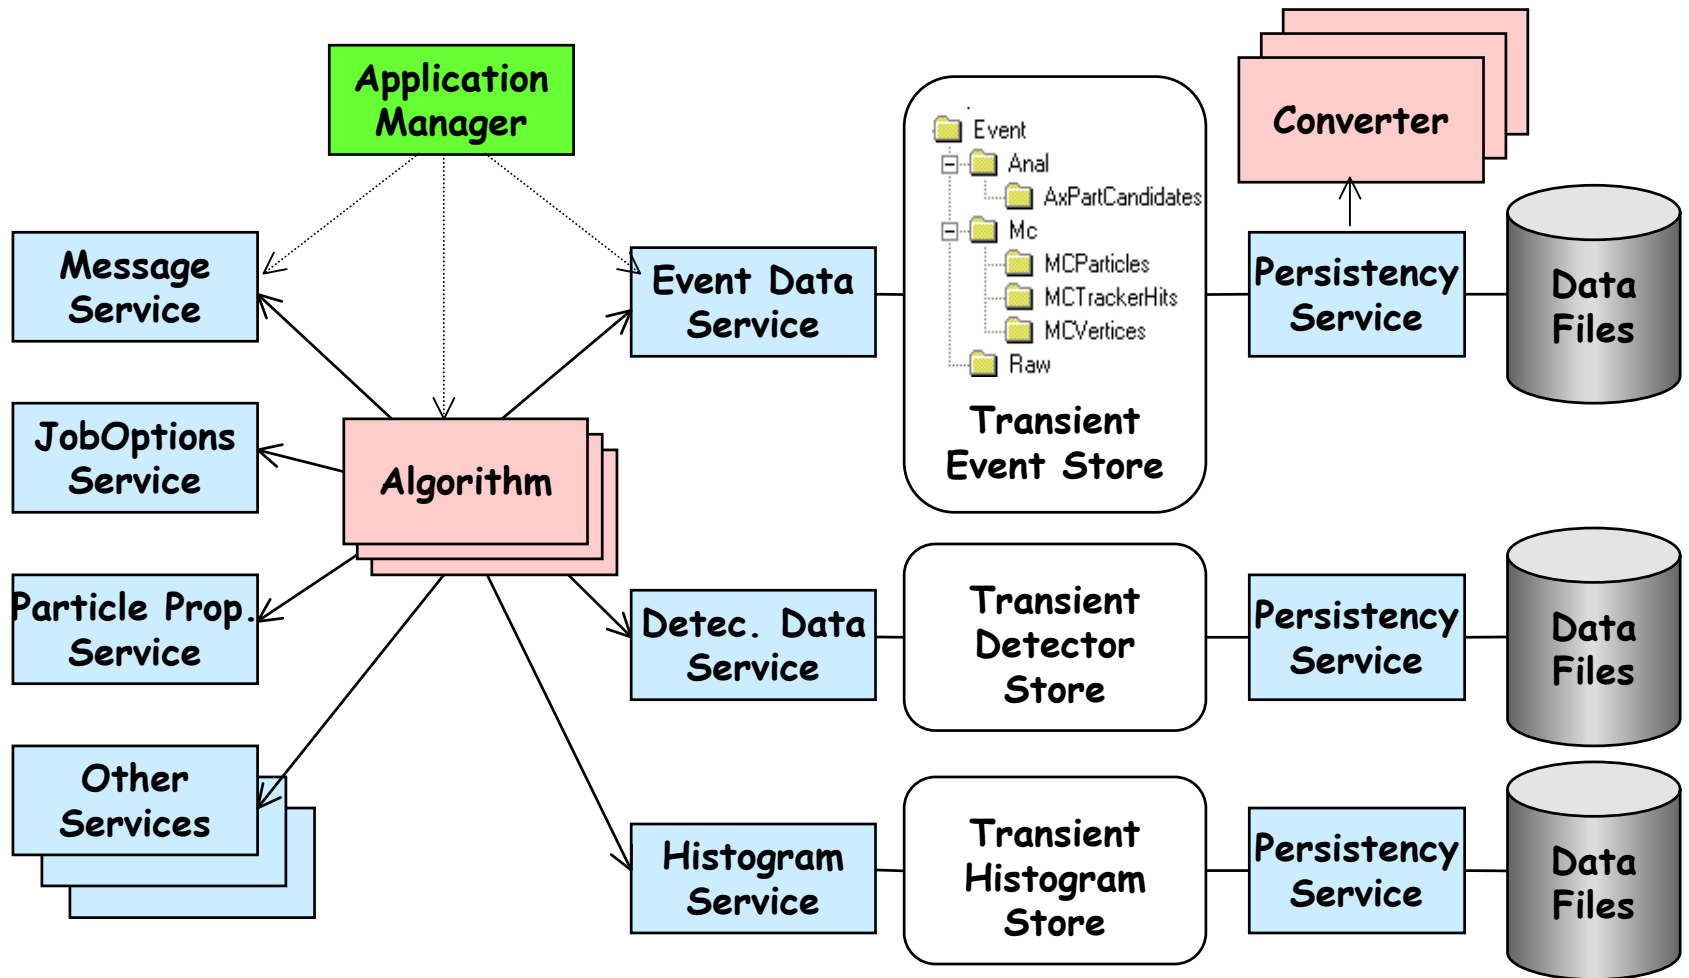 Application
Manager
Message
Service
JobOptions
Service
Particle Prop.
Service
Other
Services
Algorithm
Event Data
Service
Detec. Data
Service
Histogram
Service
Event
Anal
AxPartCandidates
Mc
MCParticles
MCTrackerHits
MCVertices
Raw
Transient
Event Store
Transient
Detector
Store
Transient
Histogram
Store
Converter
Persistency
Service
Data
Files
Persistency
Service
Data
Files
Persistency
Service
Data
Files